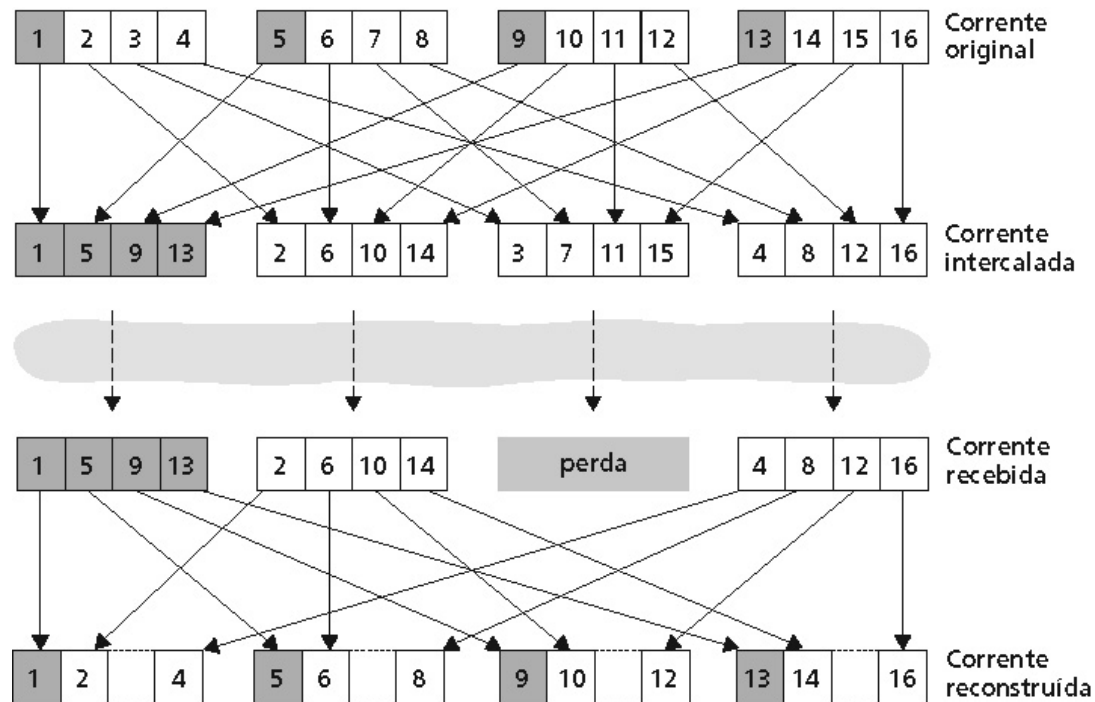 1 2 3 4 5 6 7 8 9 10 11 12 13 14 15 16
Corrente
original
1 5 9 13 2 6 10 14 3 7 11 15 4 8 12 16
Corrente
intercalada
1 5 9 13 2 6 10 14 perda 4 8 12 16
Corrente
recebida
1 2 4 5 6 8 9 10 12 13 14 16
Corrente
reconstruída